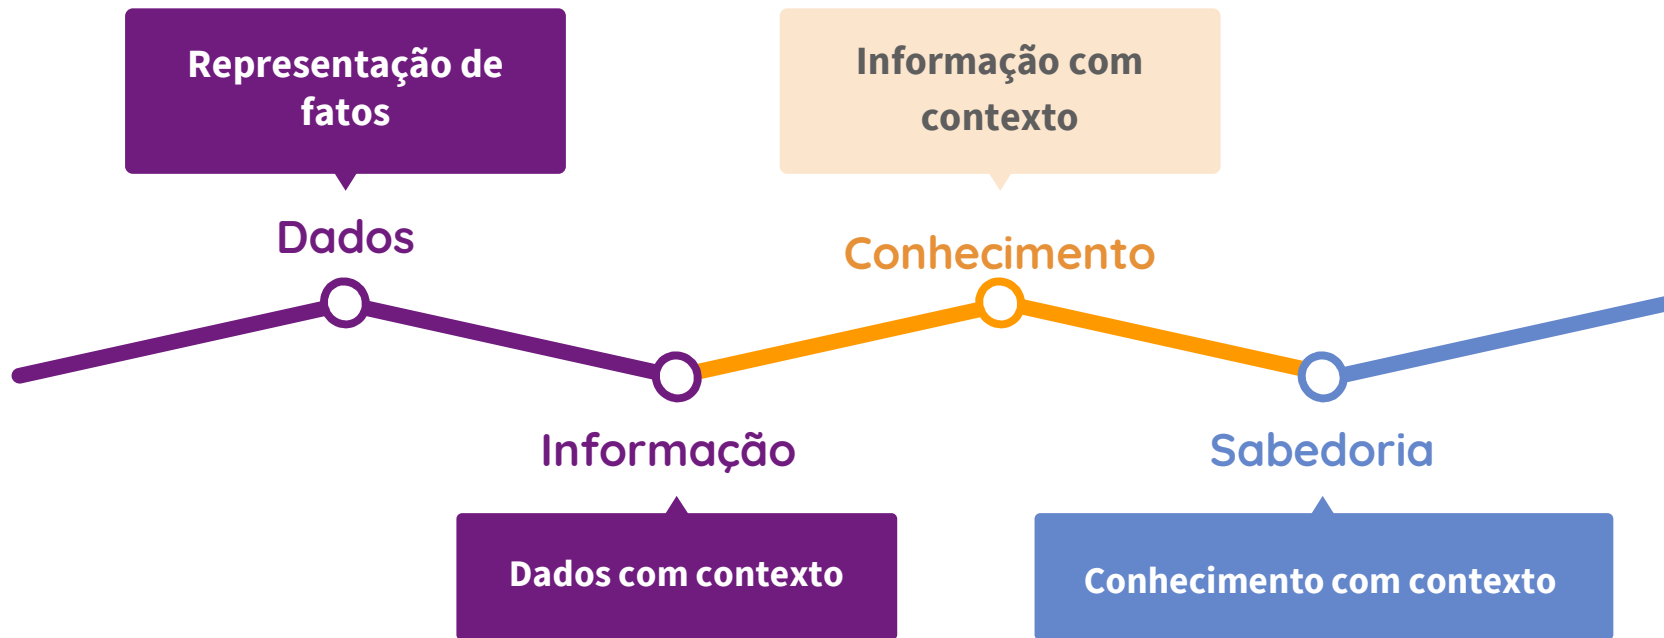 Representação de
fatos
Dados
Informação
Dados com contexto
Informação com
contexto
Conhecimento
Sabedoria
Conhecimento com contexto